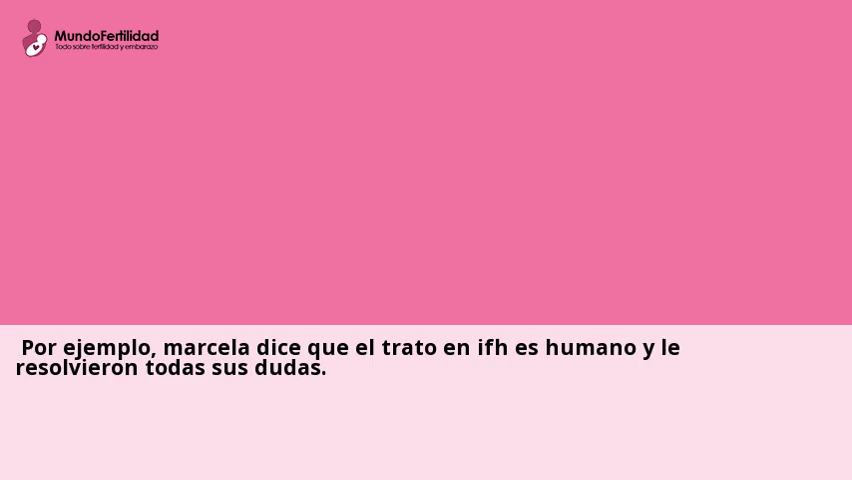 MundoFertilidad
Todo sobre fertilidad y embarazo
Por ejemplo, marcela dice que el trato en ifh es humano y le
resolvieron todas sus dudas.